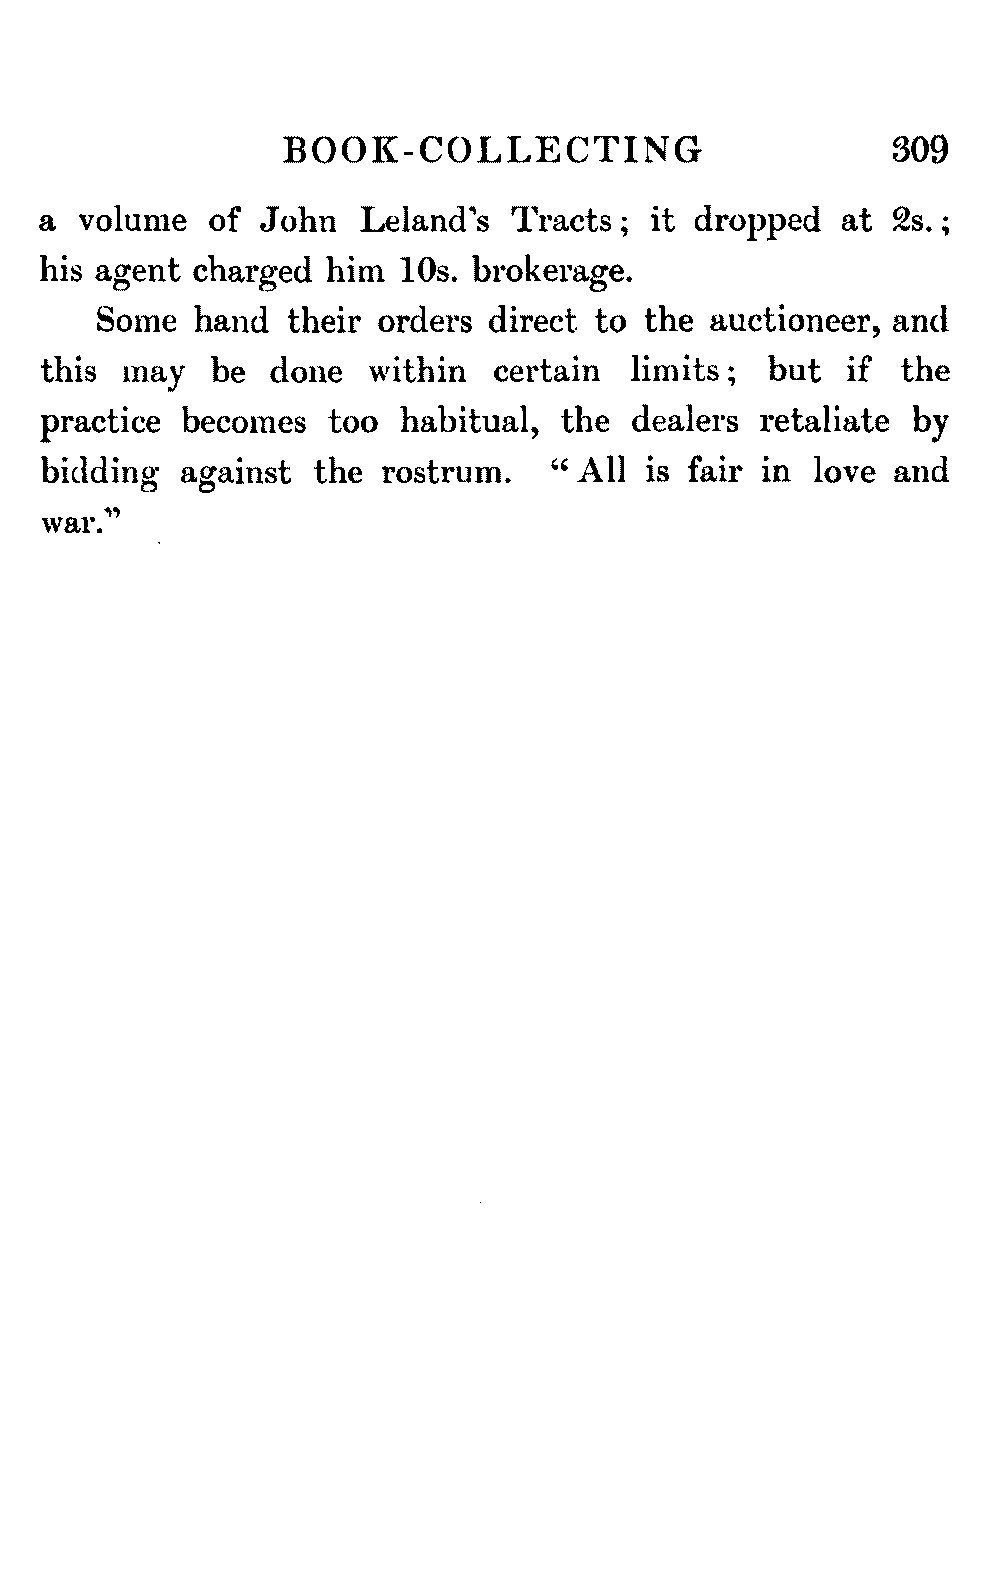 BOOK-COLLECTING 309
a volume of John Leland's Tracts; it dropped at 2s.;
his agent charged him 10s. brokerage.
Some hand their orders direct to the auctioneer, and
this may be done within certain limits; but if the
practice becomes too habitual, the dealers retaliate by
bidding against the rostrum. “All is fair in love and
war.”